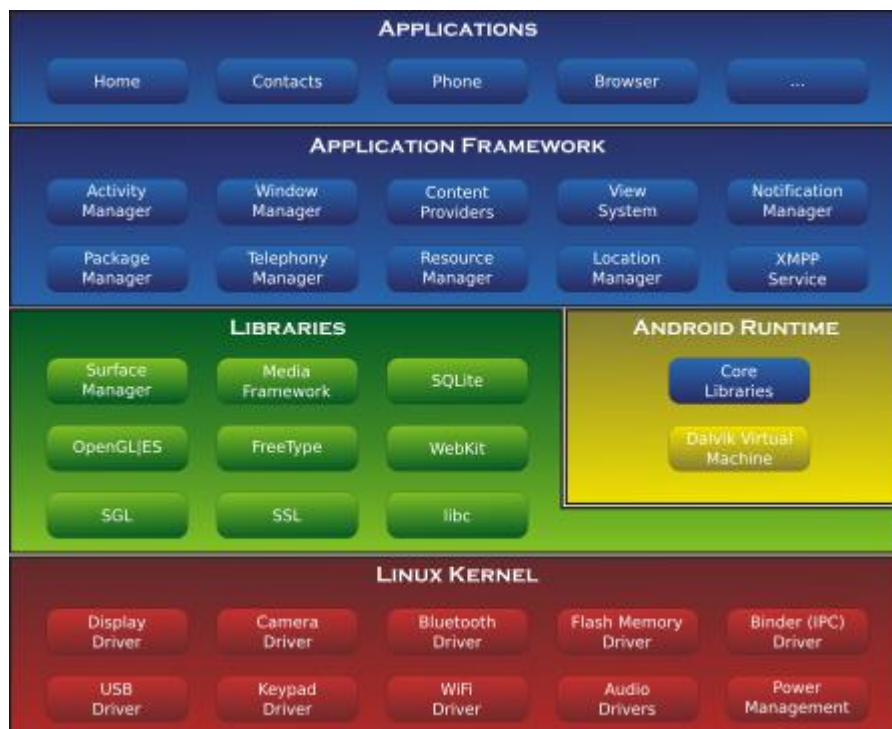 APPLICATIONS
Home Contacts Phone Browser ...
APPLICATION FRAMEWORK
Activity Manager Window Manager Content Providers View System Notification Manager
Package Manager Telephony Manager Resource Manager Location Manager XMPP Service
LIBRARIES
Surface Manager Media Framework SQLite
OpenGL|ES FreeType WebKit
SGL SSL libc
ANDROID RUNTIME
Core Libraries
Dalvik Virtual Machine
LINUX KERNEL
Display Driver Camera Driver Bluetooth Driver Flash Memory Driver Binder (IPC) Driver
USB Driver Keypad Driver WiFi Driver Audio Drivers Power Management